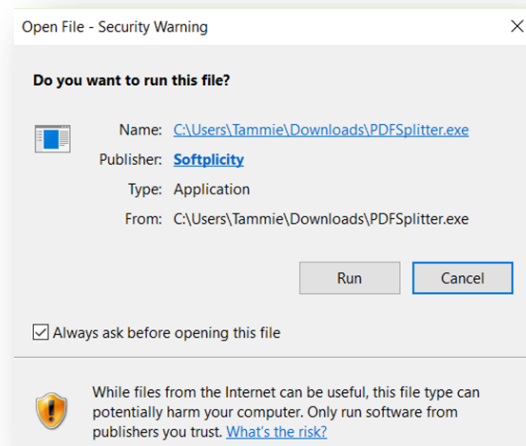 Open File - Security Warning
Do you want to run this file?
Name: C:\Users\Tammie\Downloads\PDFSplitter.exe
Publisher: Softplicity
Type: Application
From: C:\Users\Tammie\Downloads\PDFSplitter.exe
Run Cancel
Always ask before opening this file
While files from the Internet can be useful, this file type can
potentially harm your computer. Only run software from
publishers you trust. What's the risk?